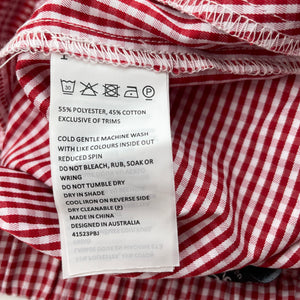 30
P
55% POLYESTER, 45% COTTON
EXCLUSIVE OF TRIMS
COLD GENTLE MACHINE WASH
WITH LIKE COLOURS INSIDE OUT
REDUCED SPIN
DO NOT BLEACH, RUB, SOAK OR
WRING
DO NOT TUMBLE DRY
DRY IN SHADE
COOL IRON ON REVERSE SIDE
DRY CLEANABLE (P)
MADE IN CHINA
DESIGNED IN AUSTRALIA
41523PBJ